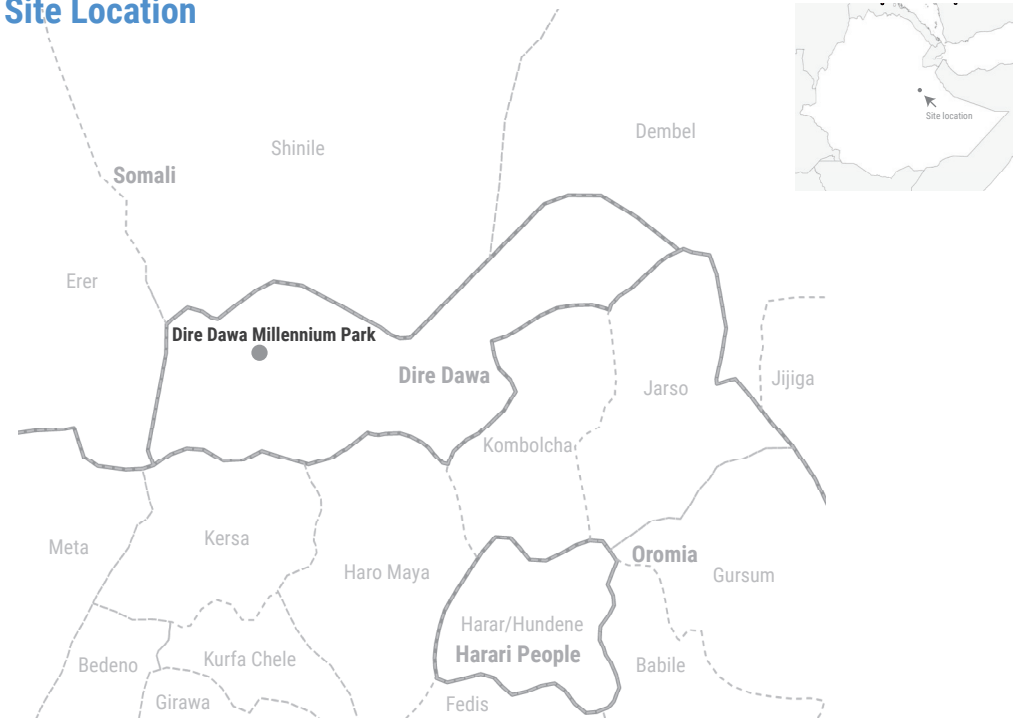 Site Location
Site location
Dembel
Shinile
Somali
Erer
Dire Dawa Millennium Park
Dire Dawa
Jijiga
Jarso
Kombolcha
Kersa
Meta
Oromia
Haro Maya
Gursum
Harar/Hundene
Harari People
Kurfa Chele
Bedeno
Babile
Girawa
Fedis